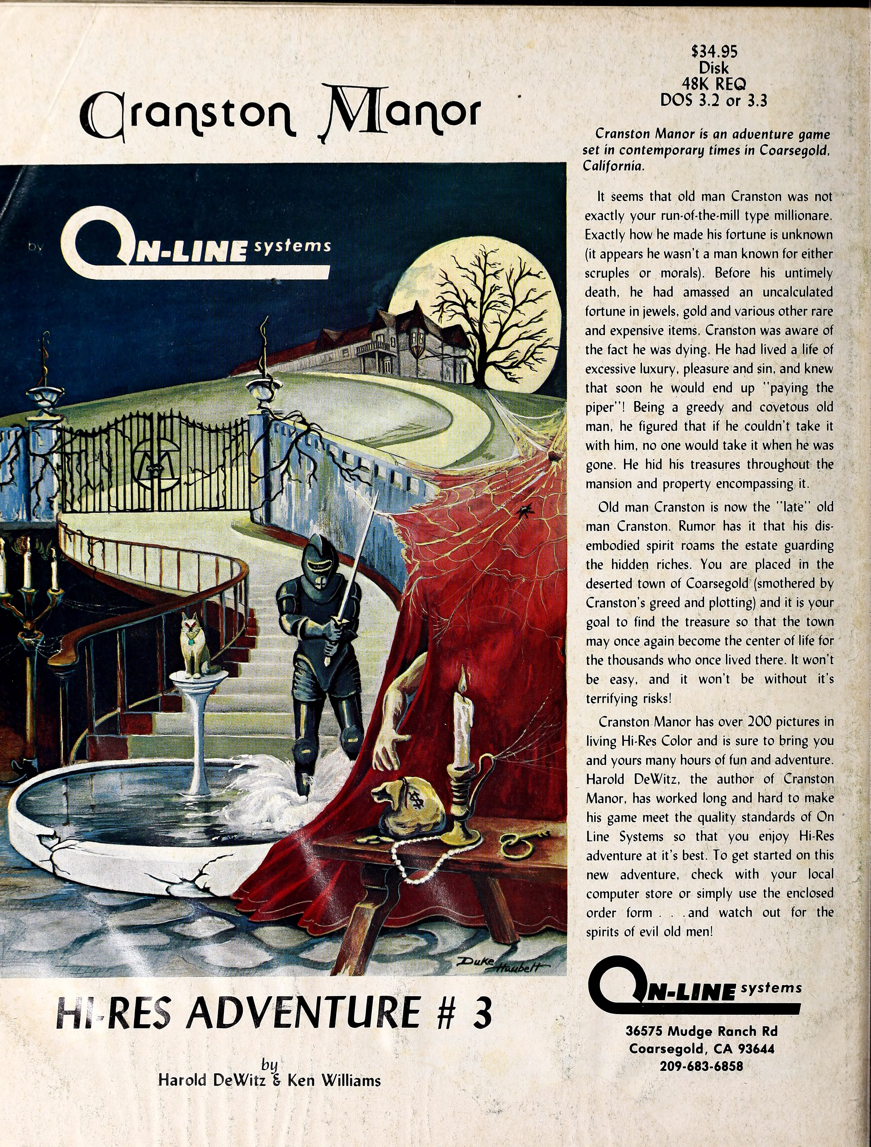 Cranston Manor
by ON-LINE systems
Duke
Haubelt
HI-RES ADVENTURE # 3
by
Harold DeWitz & Ken Williams
$34.95
Disk
48K REQ
DOS 3.2 or 3.3
Cranston Manor is an adventure game
set in contemporary times in Coarsegold,
California.
It seems that old man Cranston was not
exactly your run-of-the-mill type millionare.
Exactly how he made his fortune is unknown
(it appears he wasn't a man known for either
scruples or morals). Before his untimely
death, he had amassed an uncalculated
fortune in jewels, gold and various other rare
and expensive items. Cranston was aware of
the fact he was dying. He had lived a life of
excessive luxury, pleasure and sin, and knew
that soon he would end up "paying the
piper"! Being a greedy and covetous old
man, he figured that if he couldn't take it
with him, no one would take it when he was
gone. He hid his treasures throughout the
mansion and property encompassing it.
Old man Cranston is now the "late" old
man Cranston. Rumor has it that his dis-
embodied spirit roams the estate guarding
the hidden riches. You are placed in the
deserted town of Coarsegold (smothered by
Cranston's greed and plotting) and it is your
goal to find the treasure so that the town
may once again become the center of life for
the thousands who once lived there. It won't
be easy, and it won't be without it's
terrifying risks!
Cranston Manor has over 200 pictures in
living Hi-Res Color and is sure to bring you
and yours many hours of fun and adventure.
Harold DeWitz, the author of Cranston
Manor, has worked long and hard to make
his game meet the quality standards of On
Line Systems so that you enjoy Hi-Res
adventure at it's best. To get started on this
new adventure, check with your local
computer store or simply use the enclosed
order form . . . and watch out for the
spirits of evil old men!
ON-LINE systems
36575 Mudge Ranch Rd
Coarsegold, CA 93644
209-683-6858